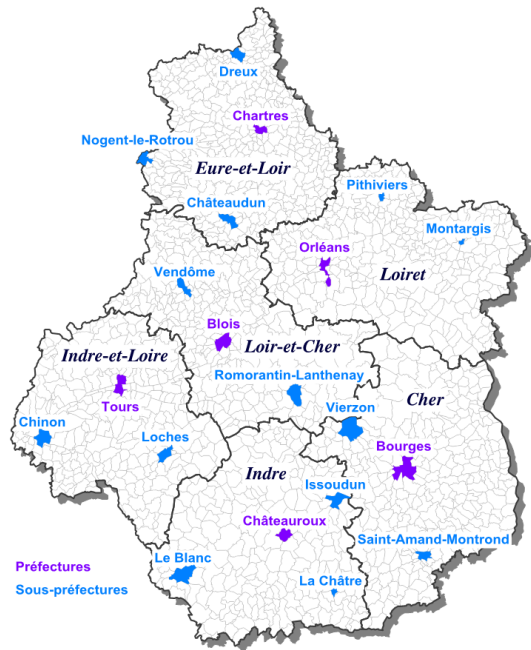 Dreux
Chartres
Nogent-le-Rotrou
Eure-et-Loir
Pithiviers
Châteaudun
Montargis
Orléans
Loiret
Vendôme
Blois
Loir-et-Cher
Indre-et-Loire
Romorantin-Lanthenay
Cher
Tours
Vierzon
Chinon
Loches
Bourges
Indre
Issoudun
Châteauroux
Saint-Amand-Montrond
Le Blanc
Préfectures
La Châtre
Sous-préfectures